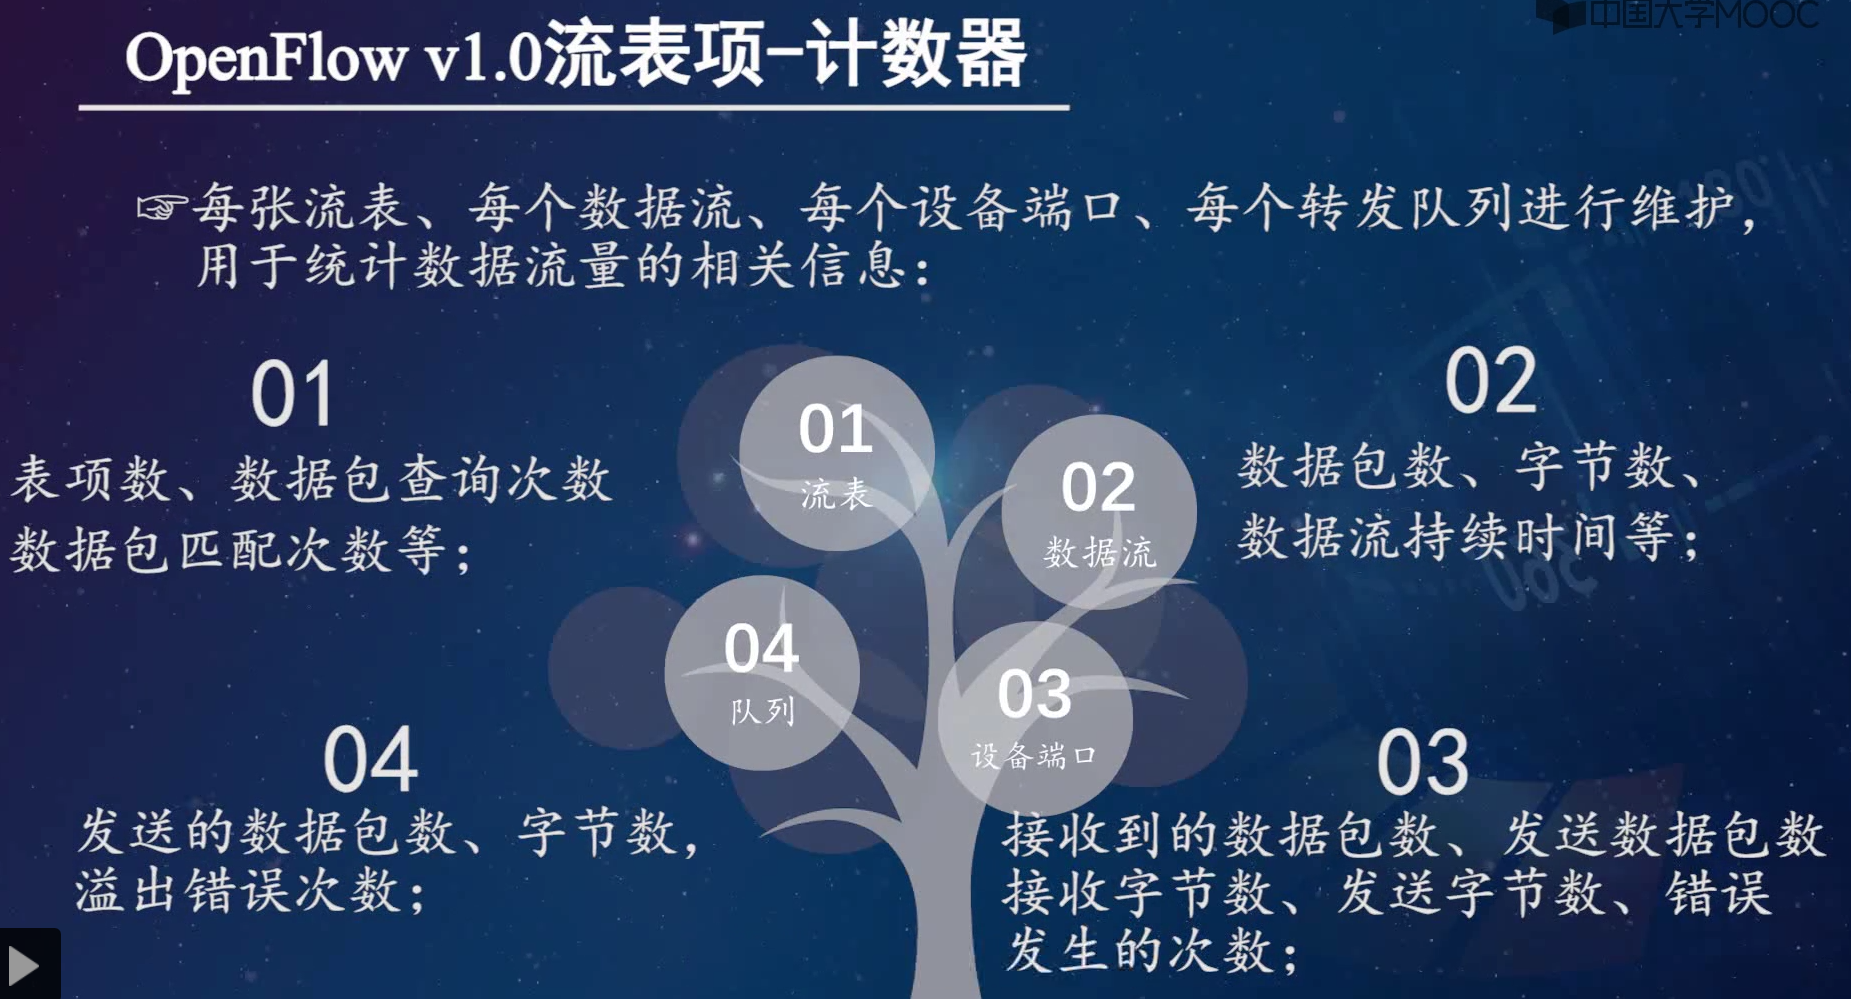 中国大学MOOC
OpenFlow v1.0流表项-计数器
☞每张流表、每个数据流、每个设备端口、每个转发队列进行维护，
用于统计数据流量的相关信息：
01
表项数、数据包查询次数
数据包匹配次数等；
01
流表
02
数据流
02
数据包数、字节数、
数据流持续时间等；
04
队列
03
设备端口
04
发送的数据包数、字节数，
溢出错误次数；
03
接收到的数据包数、发送数据包数
接收字节数、发送字节数、错误
发生的次数；